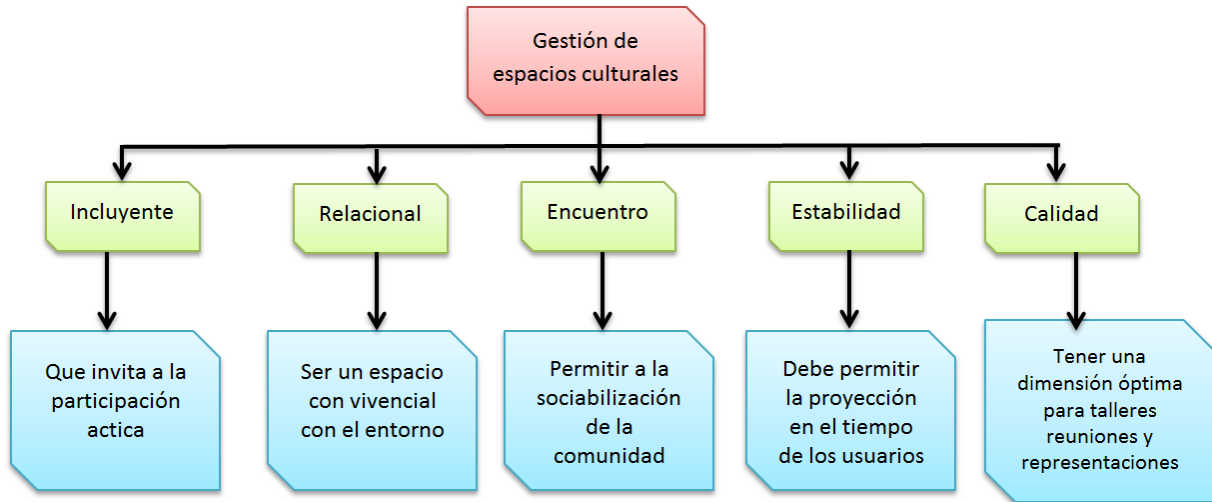 Gestión de
espacios culturales
Incluyente
Relacional
Encuentro
Estabilidad
Calidad
Que invita a la
participación
actica
Ser un espacio
con vivencial
con el entorno
Permitir a la
sociabilización
de la
comunidad
Debe permitir
la proyección
en el tiempo
de los usuarios
Tener una
dimensión óptima
para talleres
reuniones y
representaciones